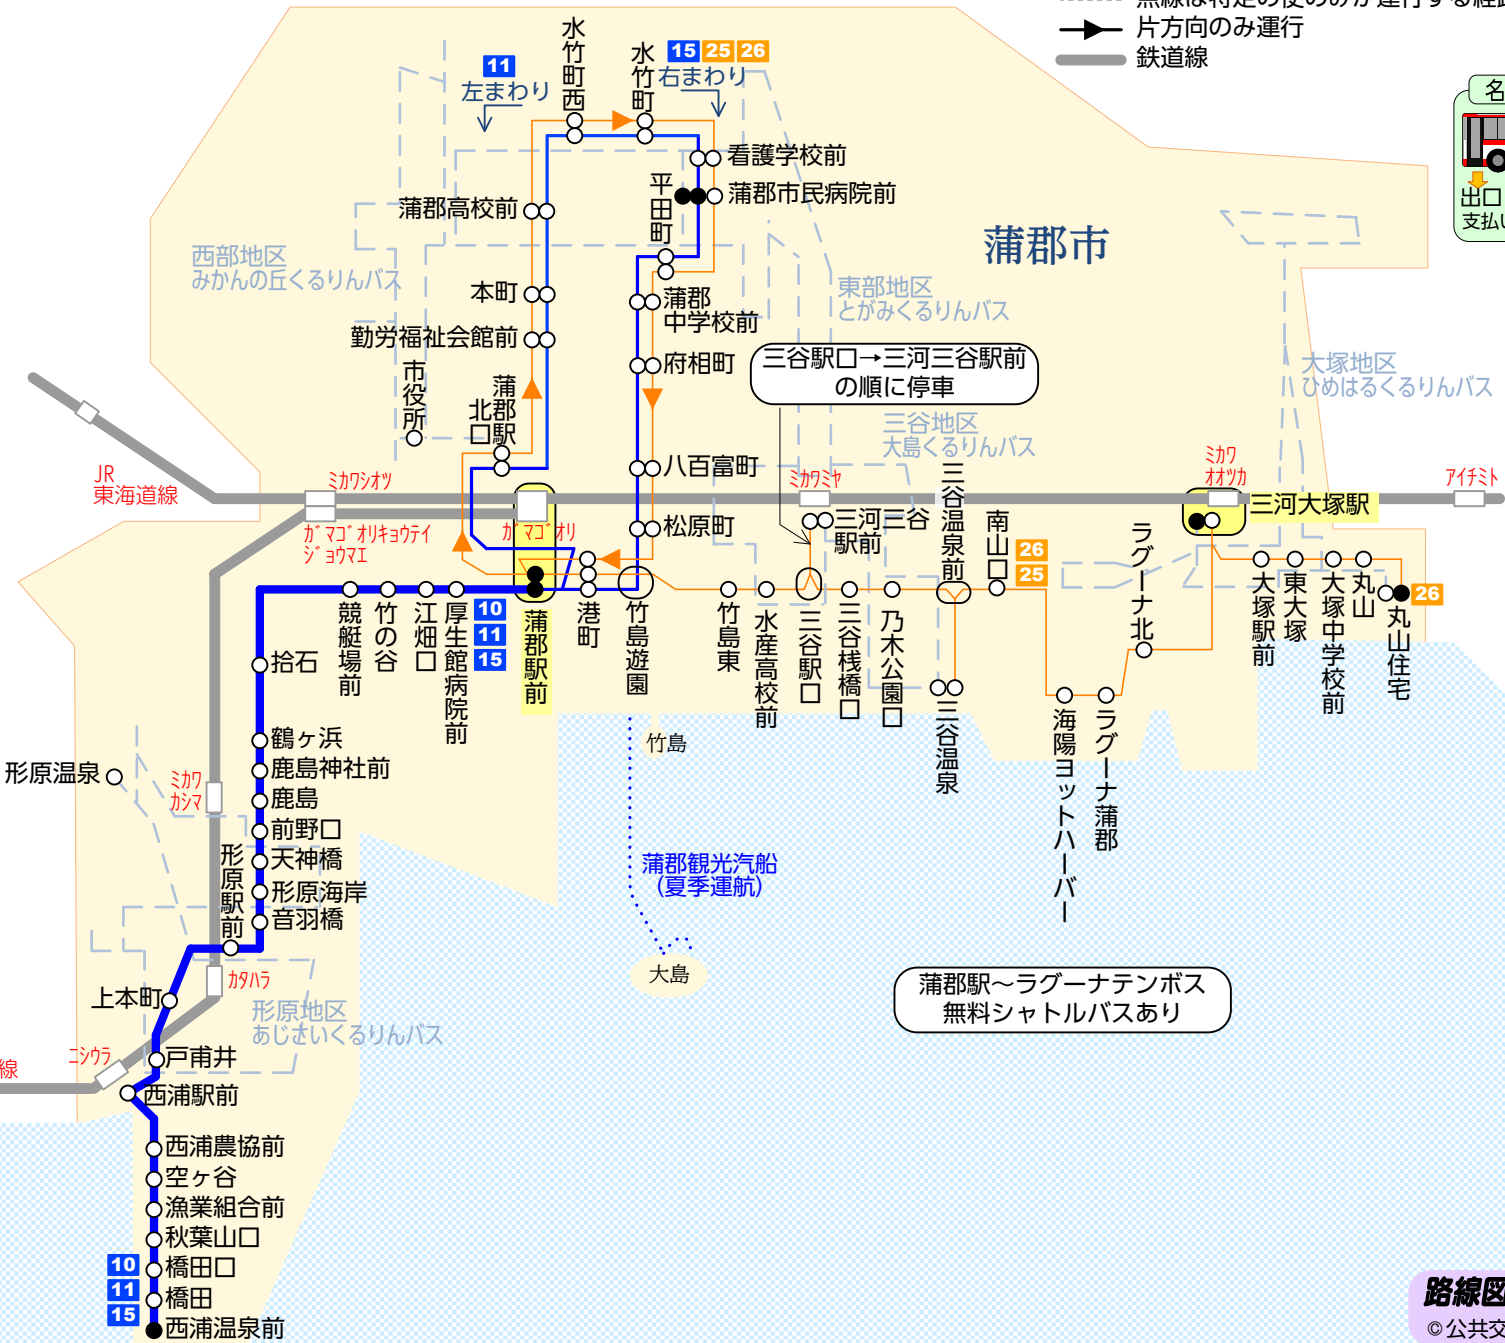 片方向のみ運行
鉄道線
名
出口
11
左まわり
15 25 26
右まわり
水竹町西
水竹町
看護学校前
蒲郡市民病院前
平田町
蒲郡高校前
蒲郡市
西部地区
みかんの丘くるりんバス
本町
勤労福祉会館前
市役所
蒲郡駅
北口
蒲郡
中学校前
府相町
八百富町
松原町
東部地区
とがみくるりんバス
三谷駅口→三河三谷駅前
の順に停車
三谷地区
大島くるりんバス
大塚地区
ひめはるくるりんバス
JR
東海道線
ミカワシオツ
ガマゴオリキョウテイ
ジョウマエ
ガマゴオリ
ミカワミヤ
ミカワ
オオツカ
アイチミト
三河三谷
駅前
三谷温泉前
南山口
26
25
ラグーナ北
三河大塚駅
大塚駅前
東大塚
大塚中学校前
丸山
丸山住宅
26
競艇場前
竹の谷
江畑口
厚生館病院前
10
11
15
蒲郡駅前
港町
竹島遊園
竹島東
水産高校前
三谷駅口
三谷桟橋口
乃木公園口
三谷温泉
海陽ヨットハーバー
ラグーナ蒲郡
拾石
鶴ヶ浜
鹿島神社前
鹿島
前野口
天神橋
形原海岸
音羽橋
形原駅前
形原温泉
ミカワ
カシマ
カタハラ
竹島
蒲郡観光汽船
(夏季運航)
大島
蒲郡駅～ラグーナテンボス
無料シャトルバスあり
上本町
形原地区
あじさいくるりんバス
戸甫井
ニシウラ
線
西浦駅前
西浦農協前
空ヶ谷
漁業組合前
秋葉山口
橋田口
橋田
西浦温泉前
10
11
15
路線図
©公共交